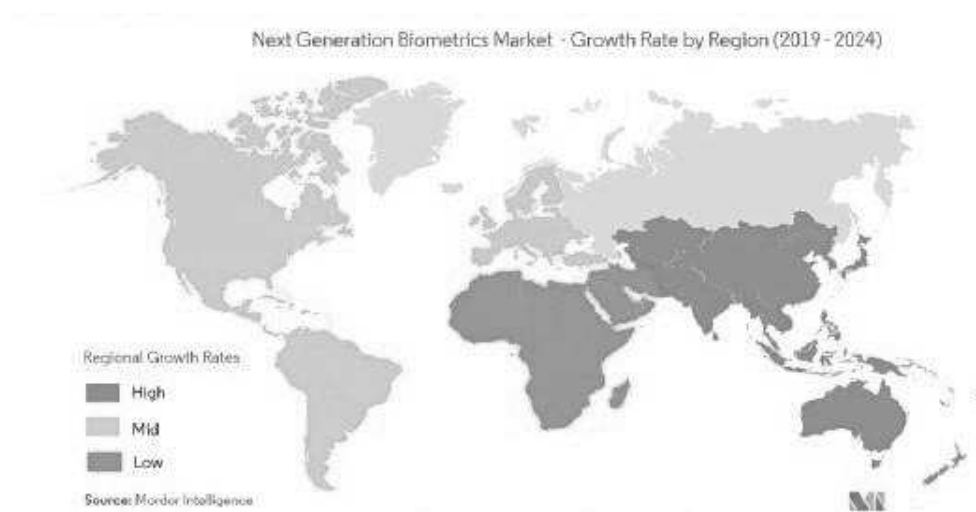 Next Generation Biometrics Market - Growth Rate by Region (2019 - 2024)
Regional Growth Rates
High
Mid
Low
Source: Mordor Intelligence